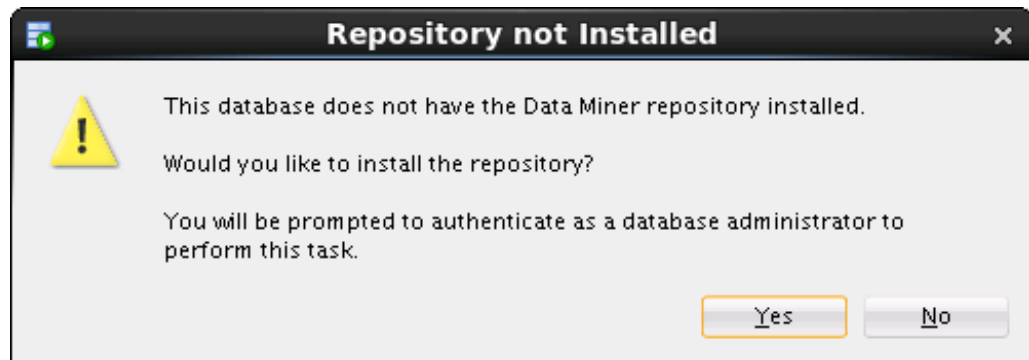 Repository not Installed
This database does not have the Data Miner repository installed.
Would you like to install the repository?
You will be prompted to authenticate as a database administrator to
perform this task.
Yes
No